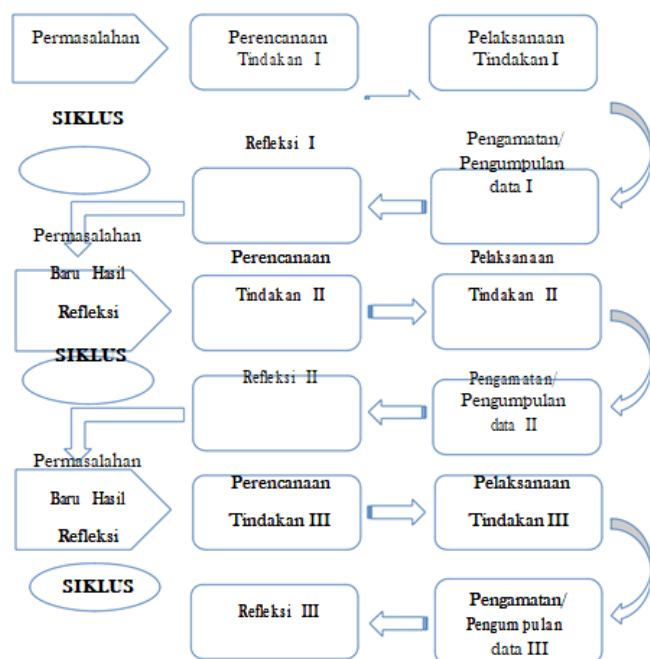 Permasalahan
Perencanaan
Tindakan I
Pelaksanaan
Tindakan I
SIKLUS
Refleksi I
Pengamatan/
Pengumpulan
data I
Permasalahan
Baru Hasil
Refleksi
Perencanaan
Tindakan II
Pelaksanaan
Tindakan II
SIKLUS
Refleksi II
Pengamatan/
Pengumpulan
data II
Permasalahan
Baru Hasil
Refleksi
Perencanaan
Tindakan III
Pelaksanaan
Tindakan III
SIKLUS
Refleksi III
Pengamatan/
Pengumpulan
data III